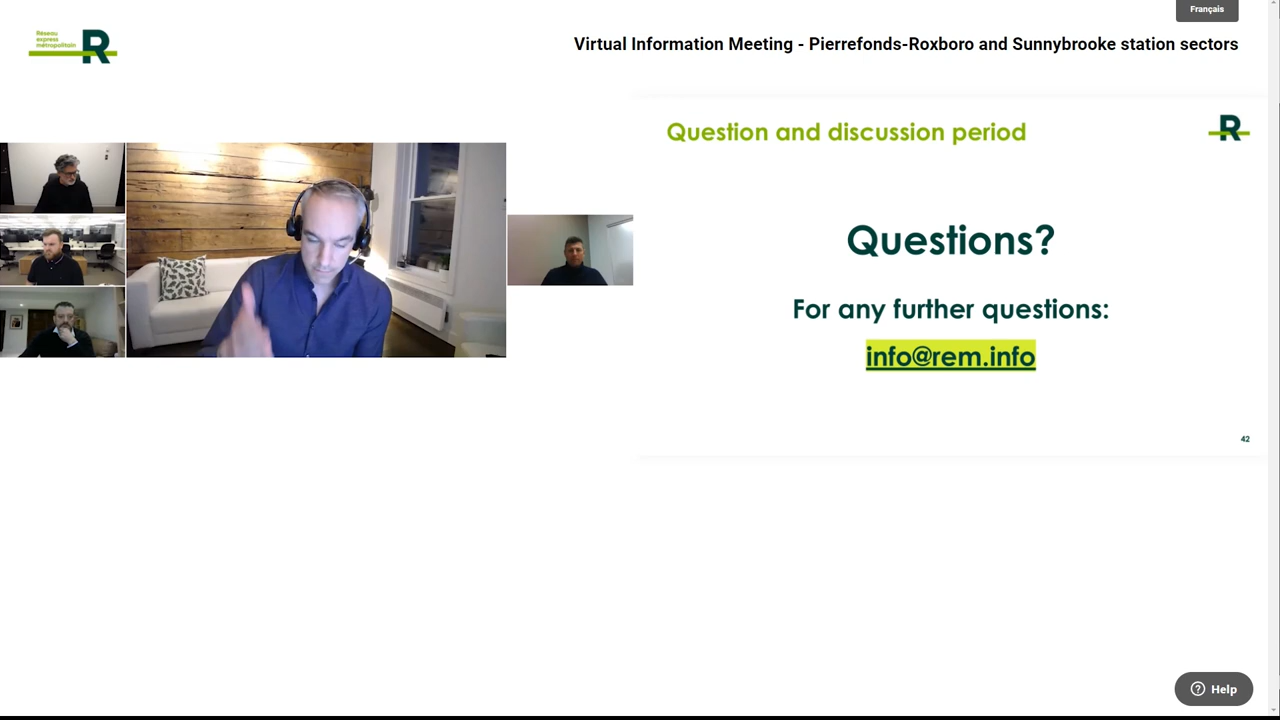 Français
Réseau
express
métropolitain
R
Virtual Information Meeting - Pierrefonds-Roxboro and Sunnybrooke station sectors
Question and discussion period
R
Questions?
For any further questions:
info@rem.info
42
? Help